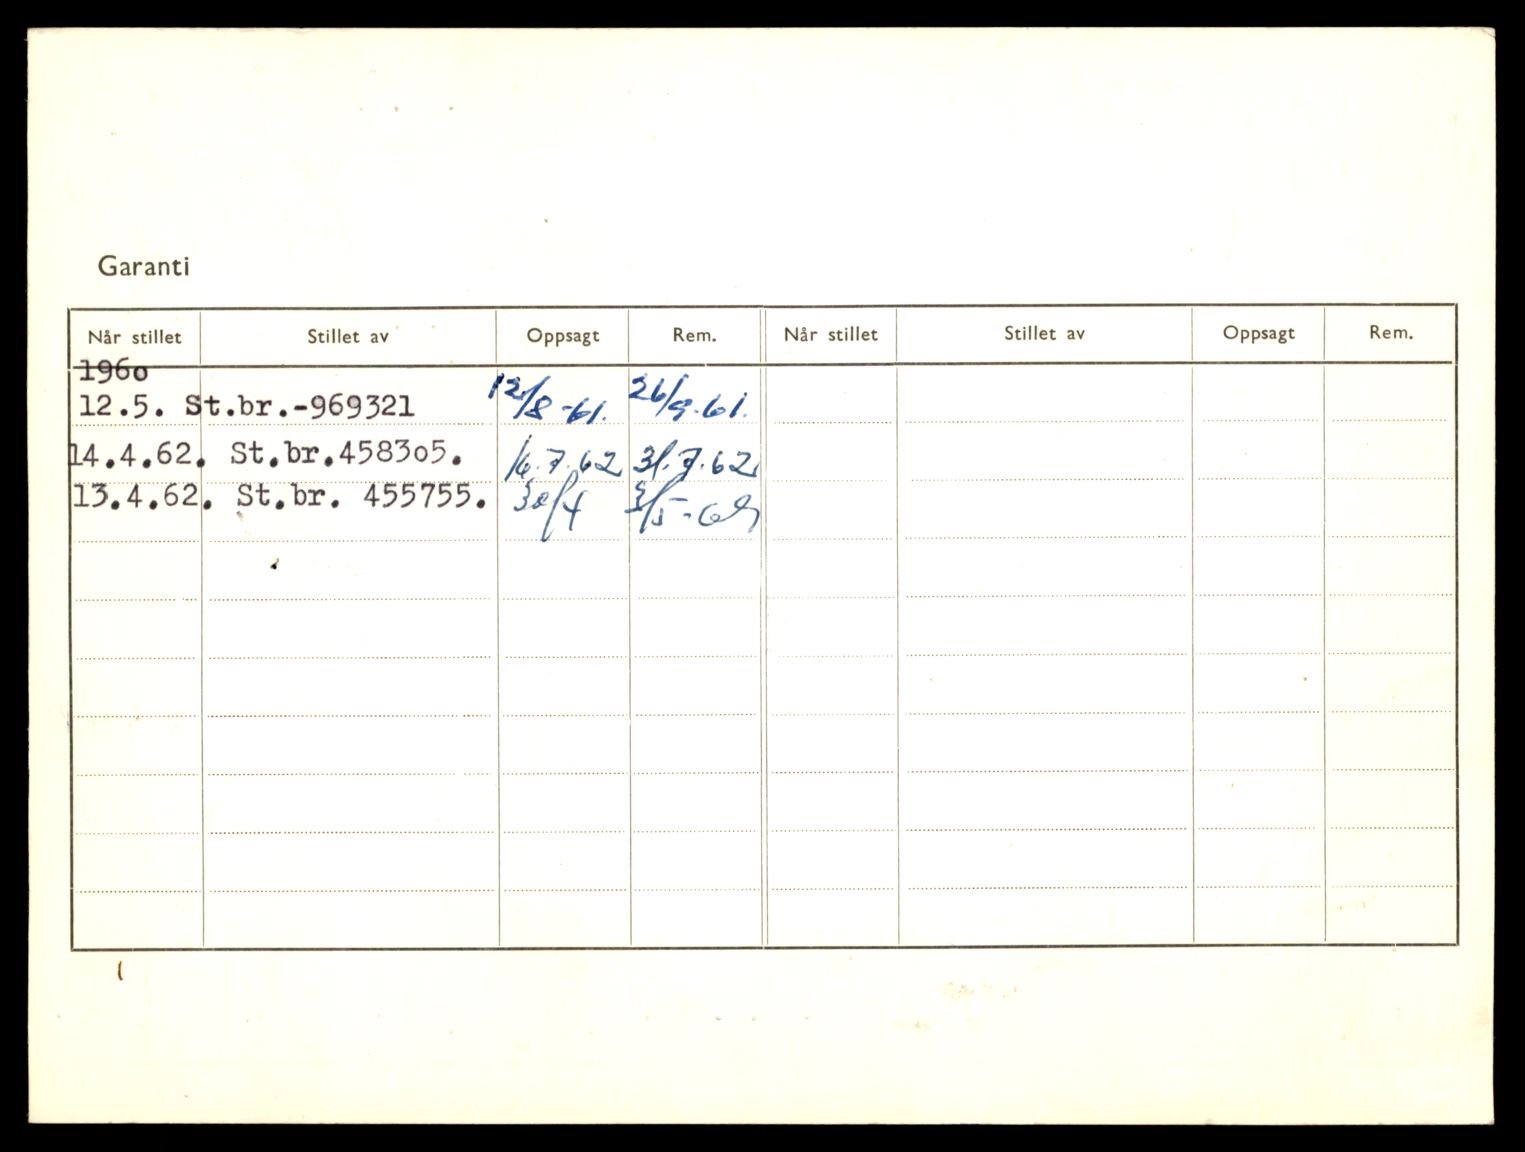 Garanti
Når stillet Stillet av Oppsagt Rem. Når stillet Stillet av Oppsagt Rem.
1960
12.5. St.br.-969321 12/8-61. 26/9.61.
14.4.62. St.br.458305. 16.7.62 31.7.62
13.4.62. St.br. 455755. 30/4 3/5-